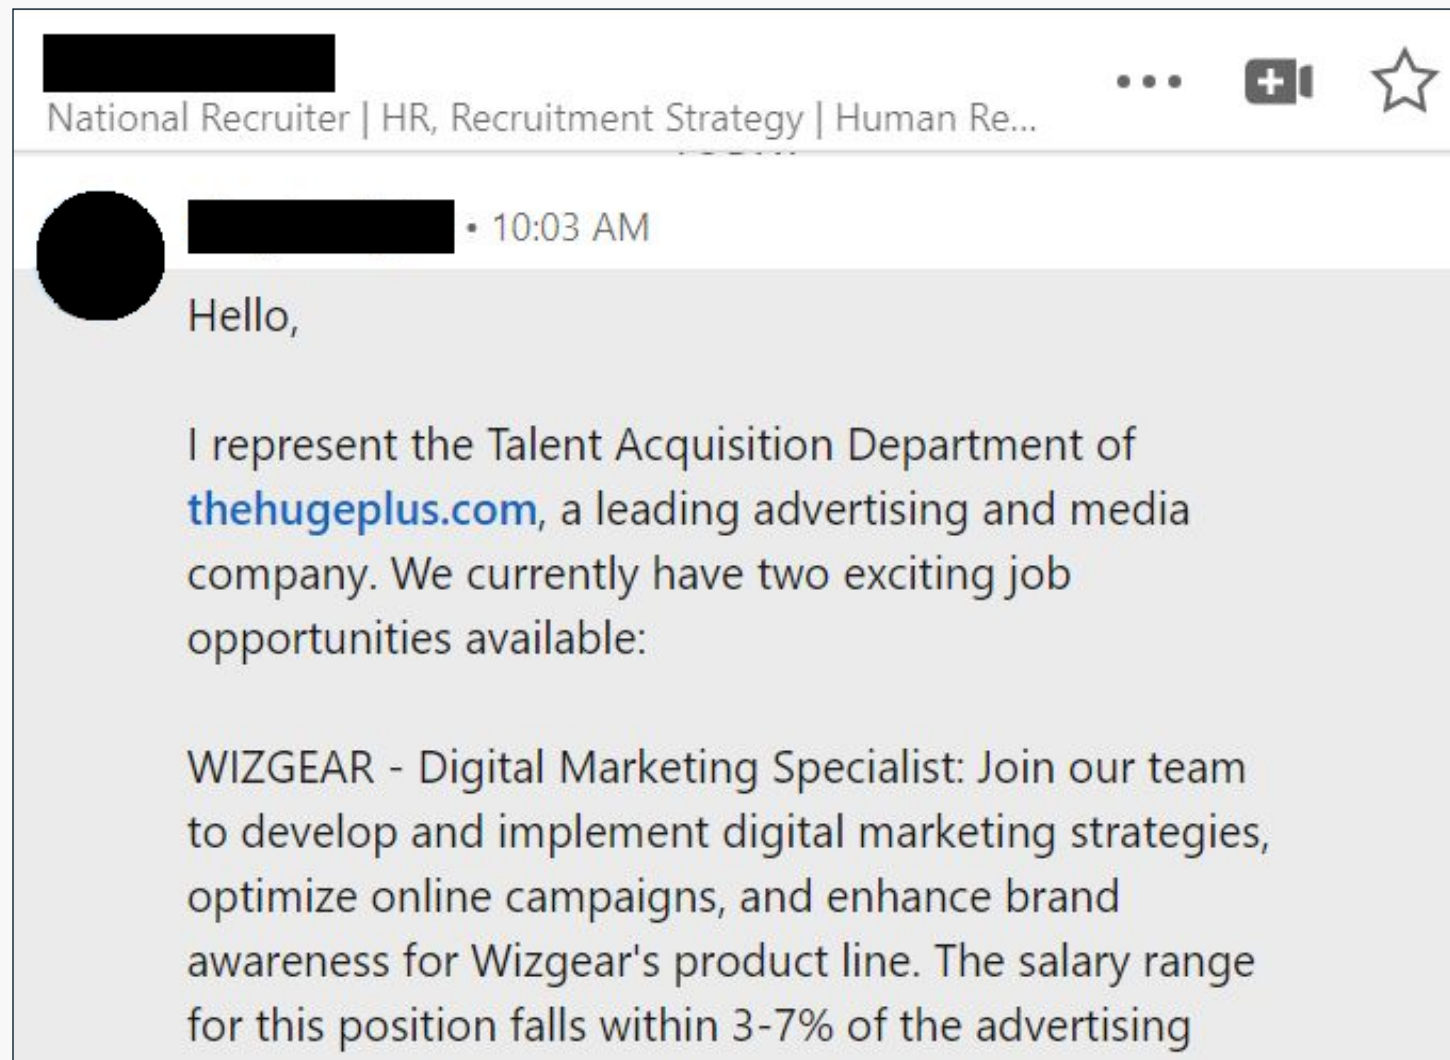 National Recruiter | HR, Recruitment Strategy | Human Re...
• 10:03 AM
Hello,
I represent the Talent Acquisition Department of
thehugeplus.com, a leading advertising and media
company. We currently have two exciting job
opportunities available:
WIZGEAR - Digital Marketing Specialist: Join our team
to develop and implement digital marketing strategies,
optimize online campaigns, and enhance brand
awareness for Wizgear's product line. The salary range
for this position falls within 3-7% of the advertising